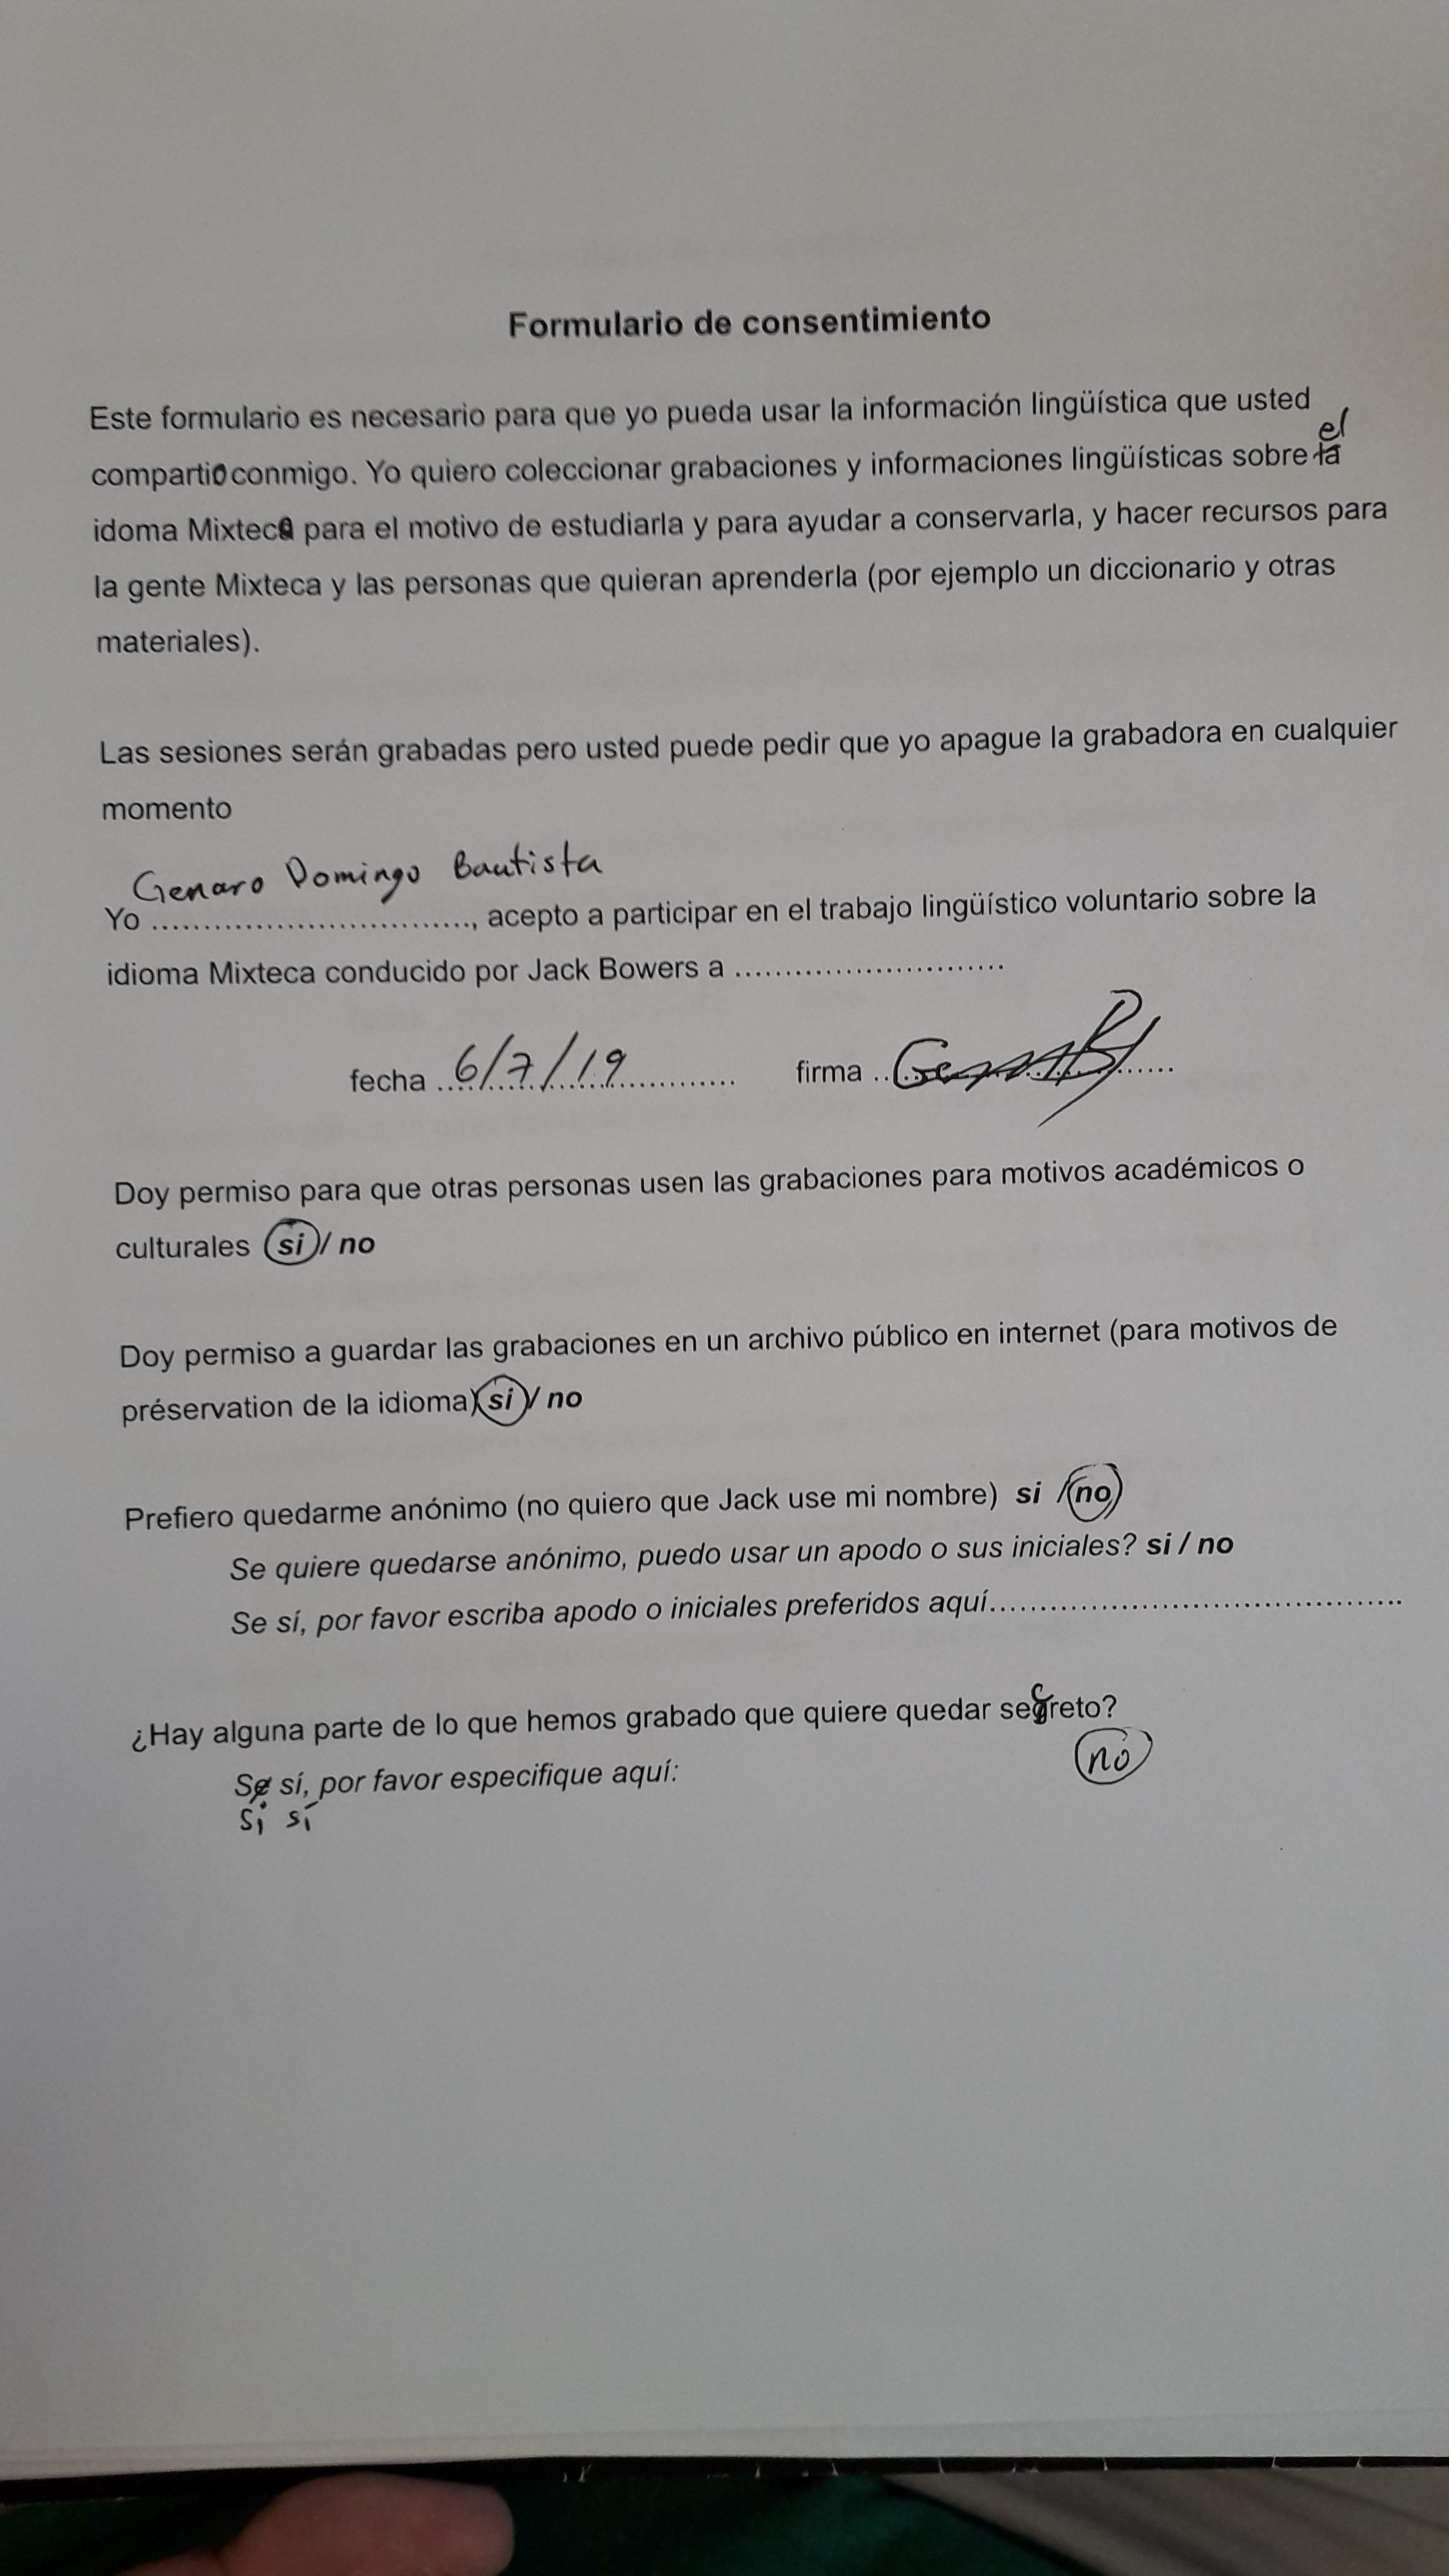 Formulario de consentimiento
Este formulario es necesario para que yo pueda usar la información lingüística que usted
compartió conmigo. Yo quiero coleccionar grabaciones y informaciones lingüísticas sobre la el
idoma Mixteco para el motivo de estudiarla y para ayudar a conservarla, y hacer recursos para
la gente Mixteca y las personas que quieran aprenderla (por ejemplo un diccionario y otras
materiales).
Las sesiones serán grabadas pero usted puede pedir que yo apague la grabadora en cualquier
momento
Genaro Domingo Bautista
Yo ................................, acepto a participar en el trabajo lingüístico voluntario sobre la
idioma Mixteca conducido por Jack Bowers a ...........................
fecha 6/7/19 firma
Doy permiso para que otras personas usen las grabaciones para motivos académicos o
culturales si / no
Doy permiso a guardar las grabaciones en un archivo público en internet (para motivos de
préservation de la idioma) si / no
Prefiero quedarme anónimo (no quiero que Jack use mi nombre) si / no
Se quiere quedarse anónimo, puedo usar un apodo o sus iniciales? si / no
Se sí, por favor escriba apodo o iniciales preferidos aquí..........................................
¿Hay alguna parte de lo que hemos grabado que quiere quedar secreto?
no
Se sí, por favor especifique aquí:
Si sí